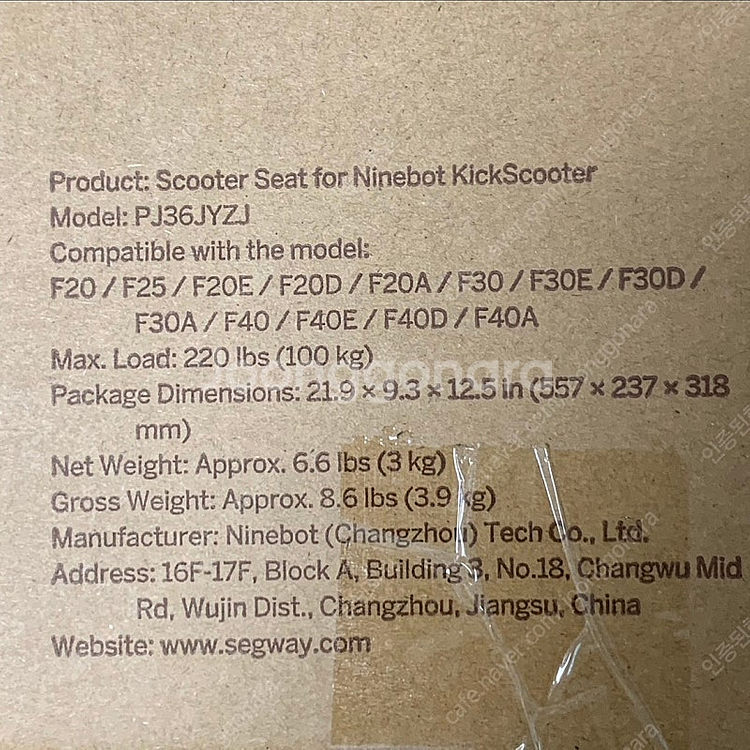 Product: Scooter Seat for Ninebot KickScooter
Model: PJ36JYZJ
Compatible with the model:
F20 / F25 / F20E / F20D / F20A / F30 / F30E / F30D /
F30A / F40 / F40E / F40D / F40A
Max. Load: 220 lbs (100 kg)
Package Dimensions: 21.9 × 9.3 × 12.5 in (557 × 237 × 318
mm)
Net Weight: Approx. 6.6 lbs (3 kg)
Gross Weight: Approx. 8.6 lbs (3.9 kg)
Manufacturer: Ninebot (Changzhou) Tech Co., Ltd.
Address: 16F-17F, Block A, Building 3, No.18, Changwu Mid
Rd, Wujin Dist., Changzhou, Jiangsu, China
Website: www.segway.com